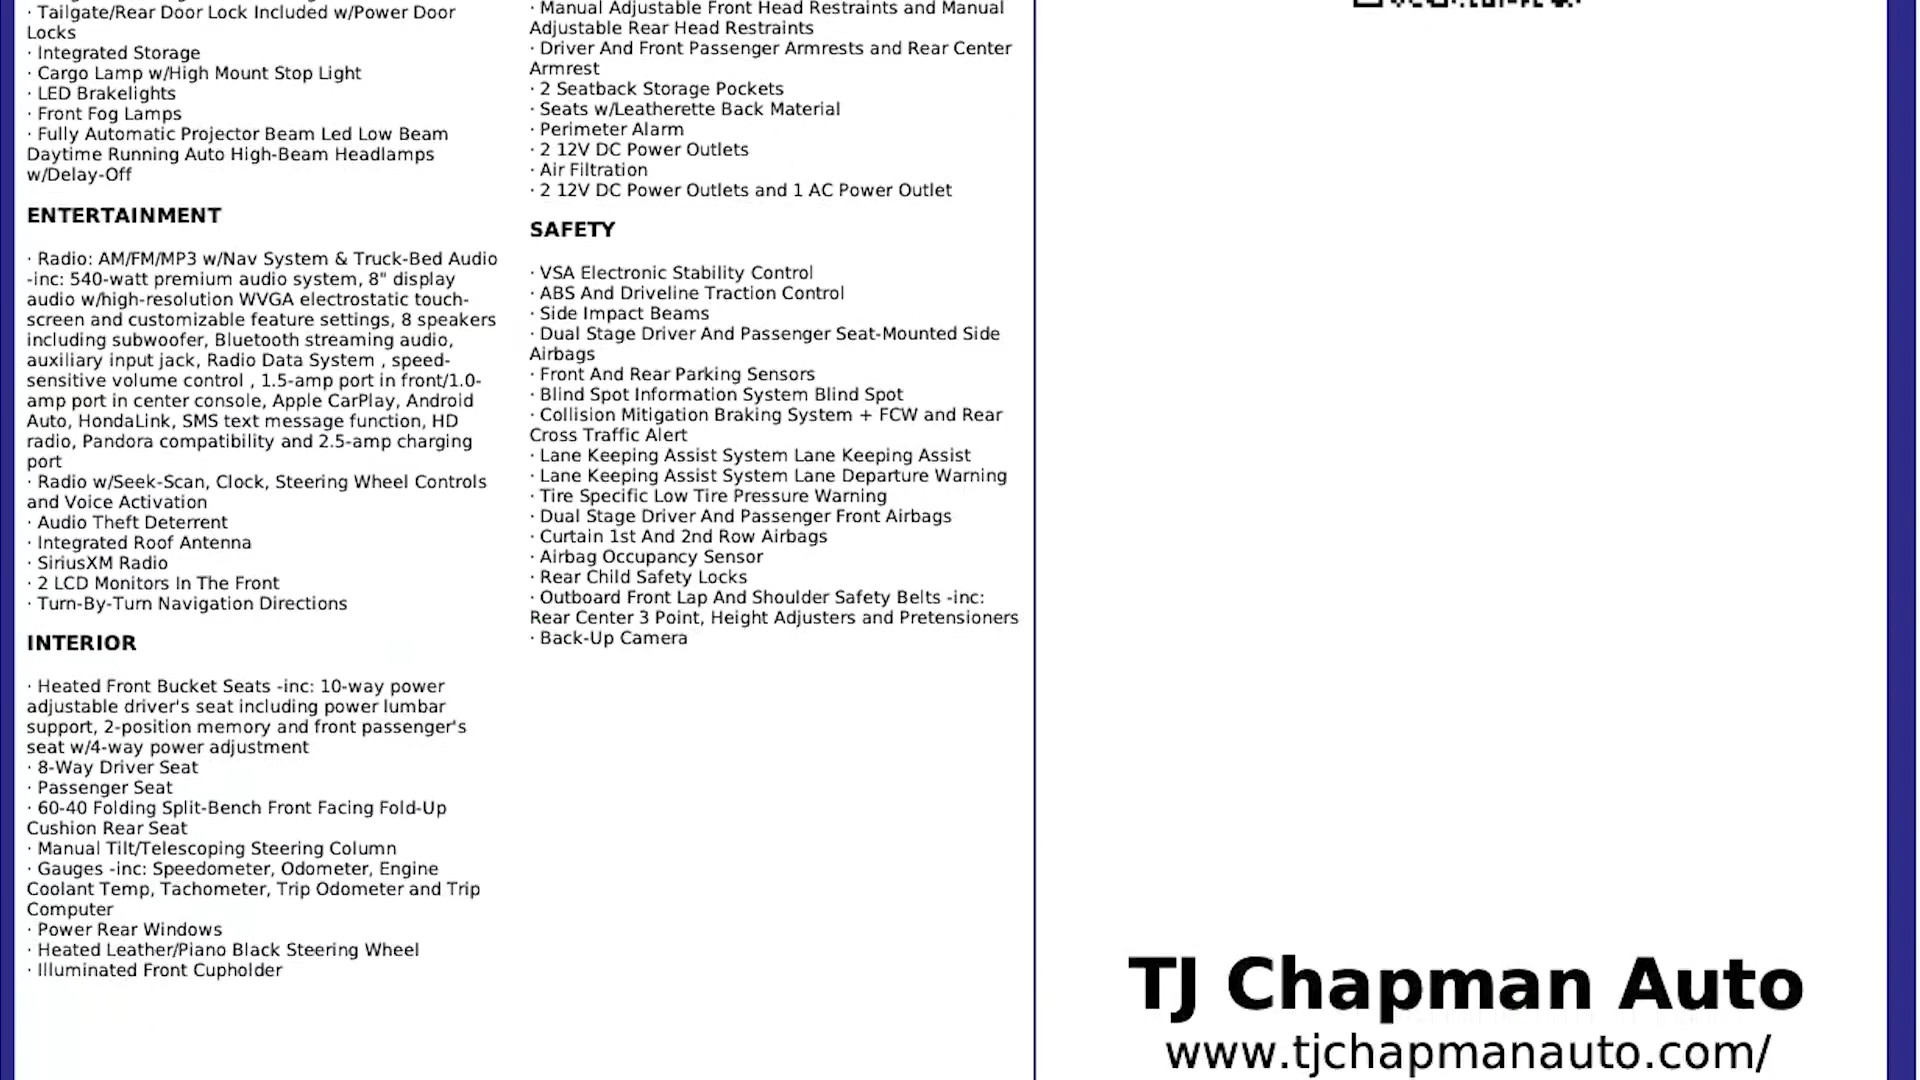 · Tailgate/Rear Door Lock Included w/Power Door
Locks
· Integrated Storage
· Cargo Lamp w/High Mount Stop Light
· LED Brakelights
· Front Fog Lamps
· Fully Automatic Projector Beam Led Low Beam
Daytime Running Auto High-Beam Headlamps
w/Delay-Off
ENTERTAINMENT
· Radio: AM/FM/MP3 w/Nav System & Truck-Bed Audio
-inc: 540-watt premium audio system, 8" display
audio w/high-resolution WVGA electrostatic touch-
screen and customizable feature settings, 8 speakers
including subwoofer, Bluetooth streaming audio,
auxiliary input jack, Radio Data System , speed-
sensitive volume control , 1.5-amp port in front/1.0-
amp port in center console, Apple CarPlay, Android
Auto, HondaLink, SMS text message function, HD
radio, Pandora compatibility and 2.5-amp charging
port
· Radio w/Seek-Scan, Clock, Steering Wheel Controls
and Voice Activation
· Audio Theft Deterrent
· Integrated Roof Antenna
· SiriusXM Radio
· 2 LCD Monitors In The Front
· Turn-By-Turn Navigation Directions
INTERIOR
· Heated Front Bucket Seats -inc: 10-way power
adjustable driver's seat including power lumbar
support, 2-position memory and front passenger's
seat w/4-way power adjustment
· 8-Way Driver Seat
· Passenger Seat
· 60-40 Folding Split-Bench Front Facing Fold-Up
Cushion Rear Seat
· Manual Tilt/Telescoping Steering Column
· Gauges -inc: Speedometer, Odometer, Engine
Coolant Temp, Tachometer, Trip Odometer and Trip
Computer
· Power Rear Windows
· Heated Leather/Piano Black Steering Wheel
· Illuminated Front Cupholder
· Manual Adjustable Front Head Restraints and Manual
Adjustable Rear Head Restraints
· Driver And Front Passenger Armrests and Rear Center
Armrest
· 2 Seatback Storage Pockets
· Seats w/Leatherette Back Material
· Perimeter Alarm
· 2 12V DC Power Outlets
· Air Filtration
· 2 12V DC Power Outlets and 1 AC Power Outlet
SAFETY
· VSA Electronic Stability Control
· ABS And Driveline Traction Control
· Side Impact Beams
· Dual Stage Driver And Passenger Seat-Mounted Side
Airbags
· Front And Rear Parking Sensors
· Blind Spot Information System Blind Spot
· Collision Mitigation Braking System + FCW and Rear
Cross Traffic Alert
· Lane Keeping Assist System Lane Keeping Assist
· Lane Keeping Assist System Lane Departure Warning
· Tire Specific Low Tire Pressure Warning
· Dual Stage Driver And Passenger Front Airbags
· Curtain 1st And 2nd Row Airbags
· Airbag Occupancy Sensor
· Rear Child Safety Locks
· Outboard Front Lap And Shoulder Safety Belts -inc:
Rear Center 3 Point, Height Adjusters and Pretensioners
· Back-Up Camera
TJ Chapman Auto
www.tjchapmanauto.com/